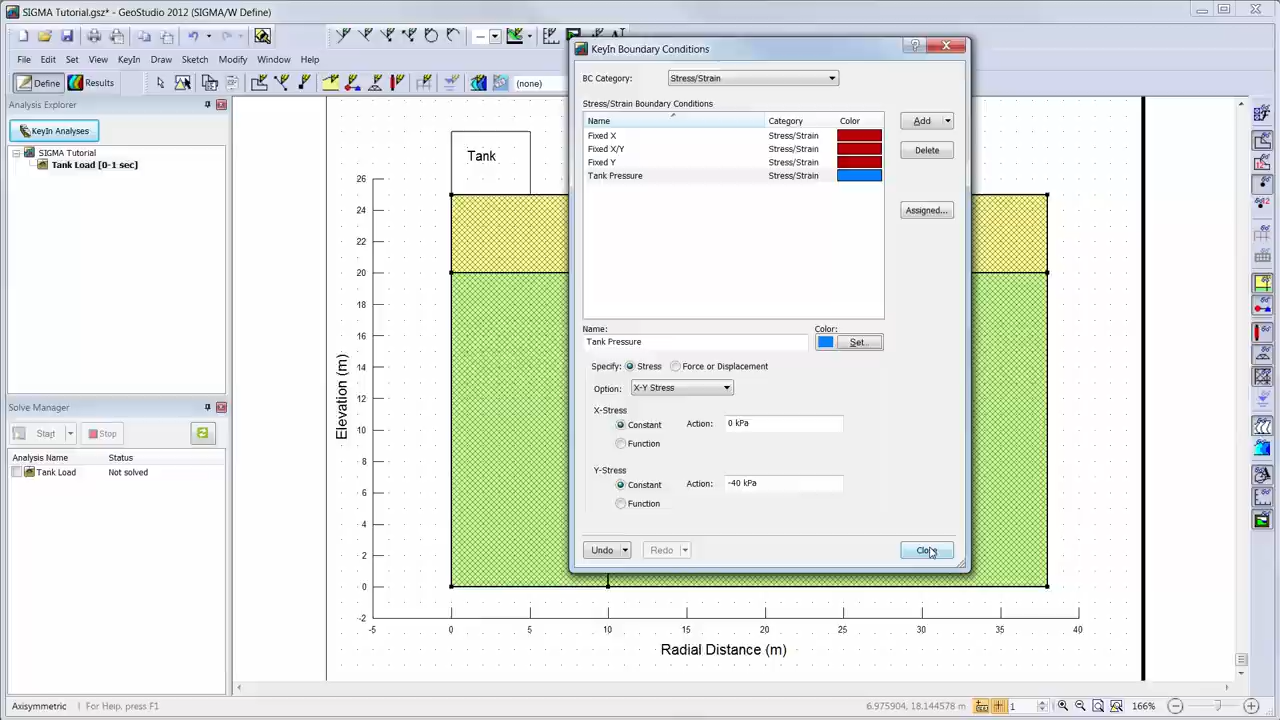 SIGMA Tutorial.gsz* - GeoStudio 2012 (SIGMA/W Define)
File Edit Set View KeyIn Draw Sketch Modify Window Help
Define Results (none)
Analysis Explorer
KeyIn Analyses
SIGMA Tutorial
Tank Load [0-1 sec]
Solve Manager
Start Stop
Analysis Name Status
Tank Load Not solved
Tank
26
24
22
20
18
16
14
12
10
8
6
4
2
0
-2
Elevation (m)
-5 0 5 10 15 20 25 30 35 40
Radial Distance (m)
KeyIn Boundary Conditions
BC Category: Stress/Strain
Stress/Strain Boundary Conditions
Name Category Color
Fixed X Stress/Strain
Fixed X/Y Stress/Strain
Fixed Y Stress/Strain
Tank Pressure Stress/Strain
Add
Delete
Assigned...
Name: Color:
Tank Pressure Set...
Specify: Stress Force or Displacement
Option: X-Y Stress
X-Stress
Constant Action: 0 kPa
Function
Y-Stress
Constant Action: -40 kPa
Function
Undo Redo Close
Axisymmetric For Help, press F1 6.975904, 18.144578 m 1 166%